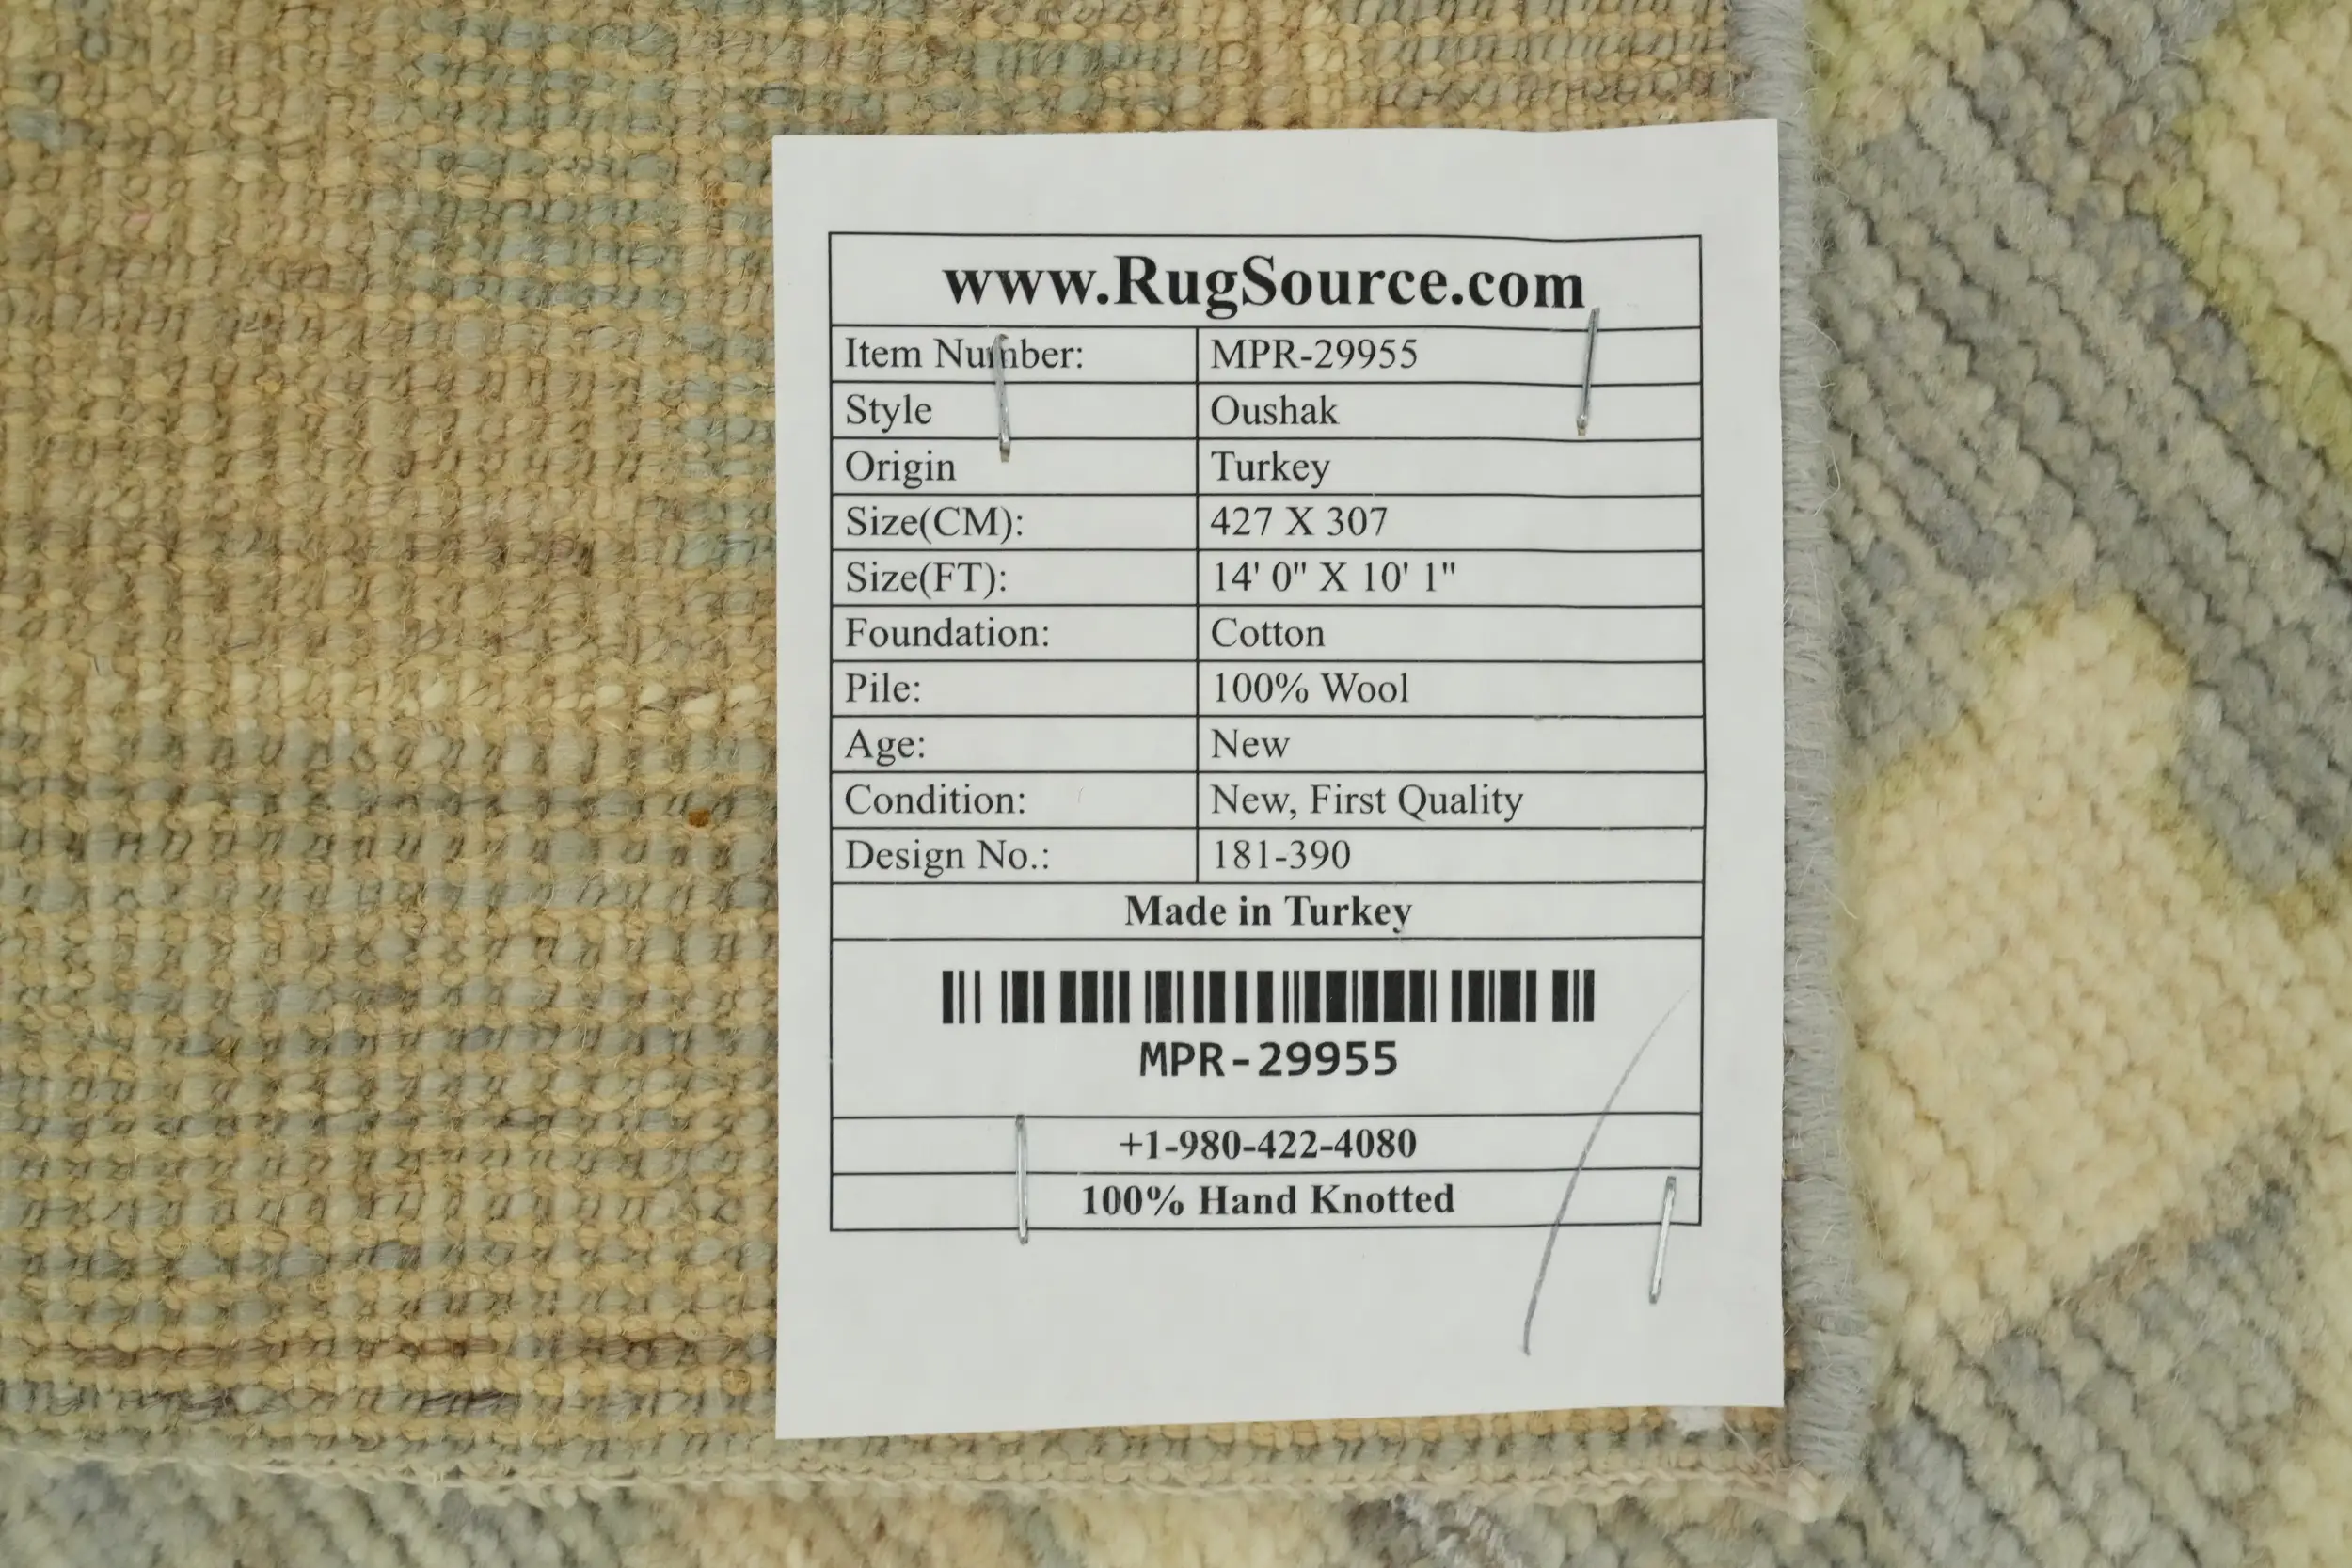 www.RugSource.com
Item Number: MPR-29955
Style Oushak
Origin Turkey
Size(CM): 427 X 307
Size(FT): 14' 0" X 10' 1"
Foundation: Cotton
Pile: 100% Wool
Age: New
Condition: New, First Quality
Design No.: 181-390
Made in Turkey
MPR-29955
+1-980-422-4080
100% Hand Knotted